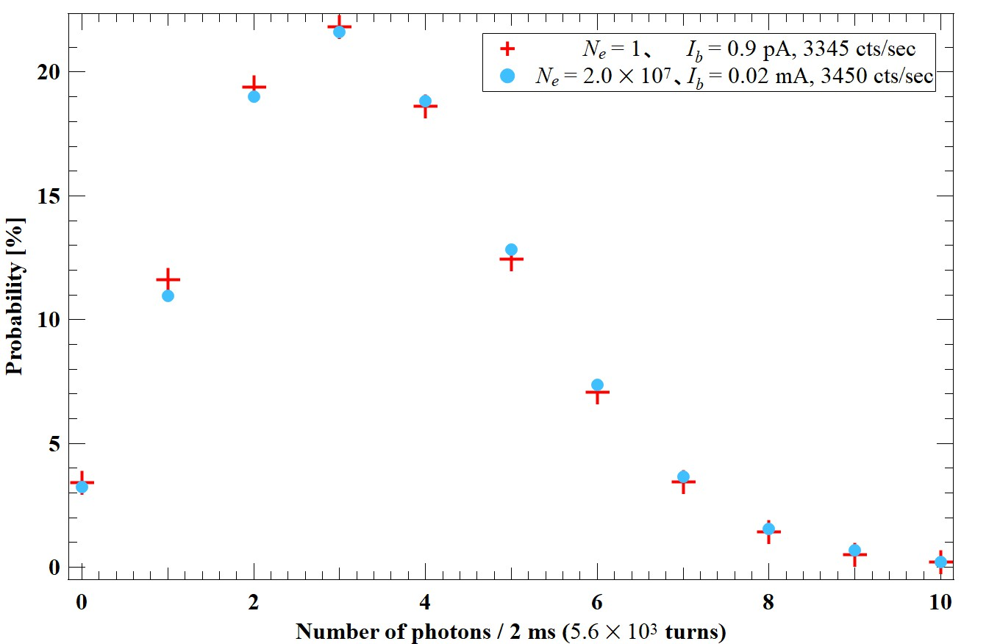 Nₑ = 1、 I_b = 0.9 pA, 3345 cts/sec
Nₑ = 2.0 × 10⁷、I_b = 0.02 mA, 3450 cts/sec
20
15
10
5
0
Probability [%]
0 2 4 6 8 10
Number of photons / 2 ms (5.6 × 10³ turns)